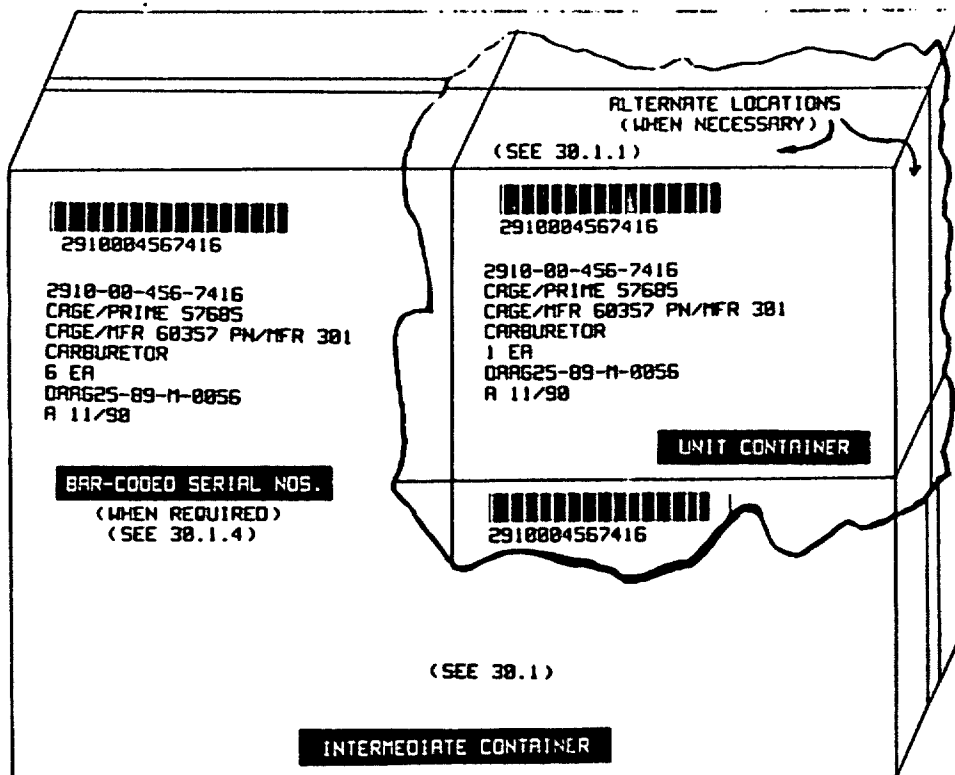 ALTERNATE LOCATIONS
(WHEN NECESSARY)
(SEE 30.1.1)
2910004567416
2910-00-456-7416
CAGE/PRIME 57685
CAGE/MFR 60357 PN/MFR 301
CARBURETOR
6 EA
DAAG25-89-M-0056
A 11/90
BAR-CODED SERIAL NOS.
(WHEN REQUIRED)
(SEE 30.1.4)
2910004567416
2910-00-456-7416
CAGE/PRIME 57685
CAGE/MFR 60357 PN/MFR 301
CARBURETOR
1 EA
DAAG25-89-M-0056
A 11/90
UNIT CONTAINER
2910004567416
(SEE 30.1)
INTERMEDIATE CONTAINER